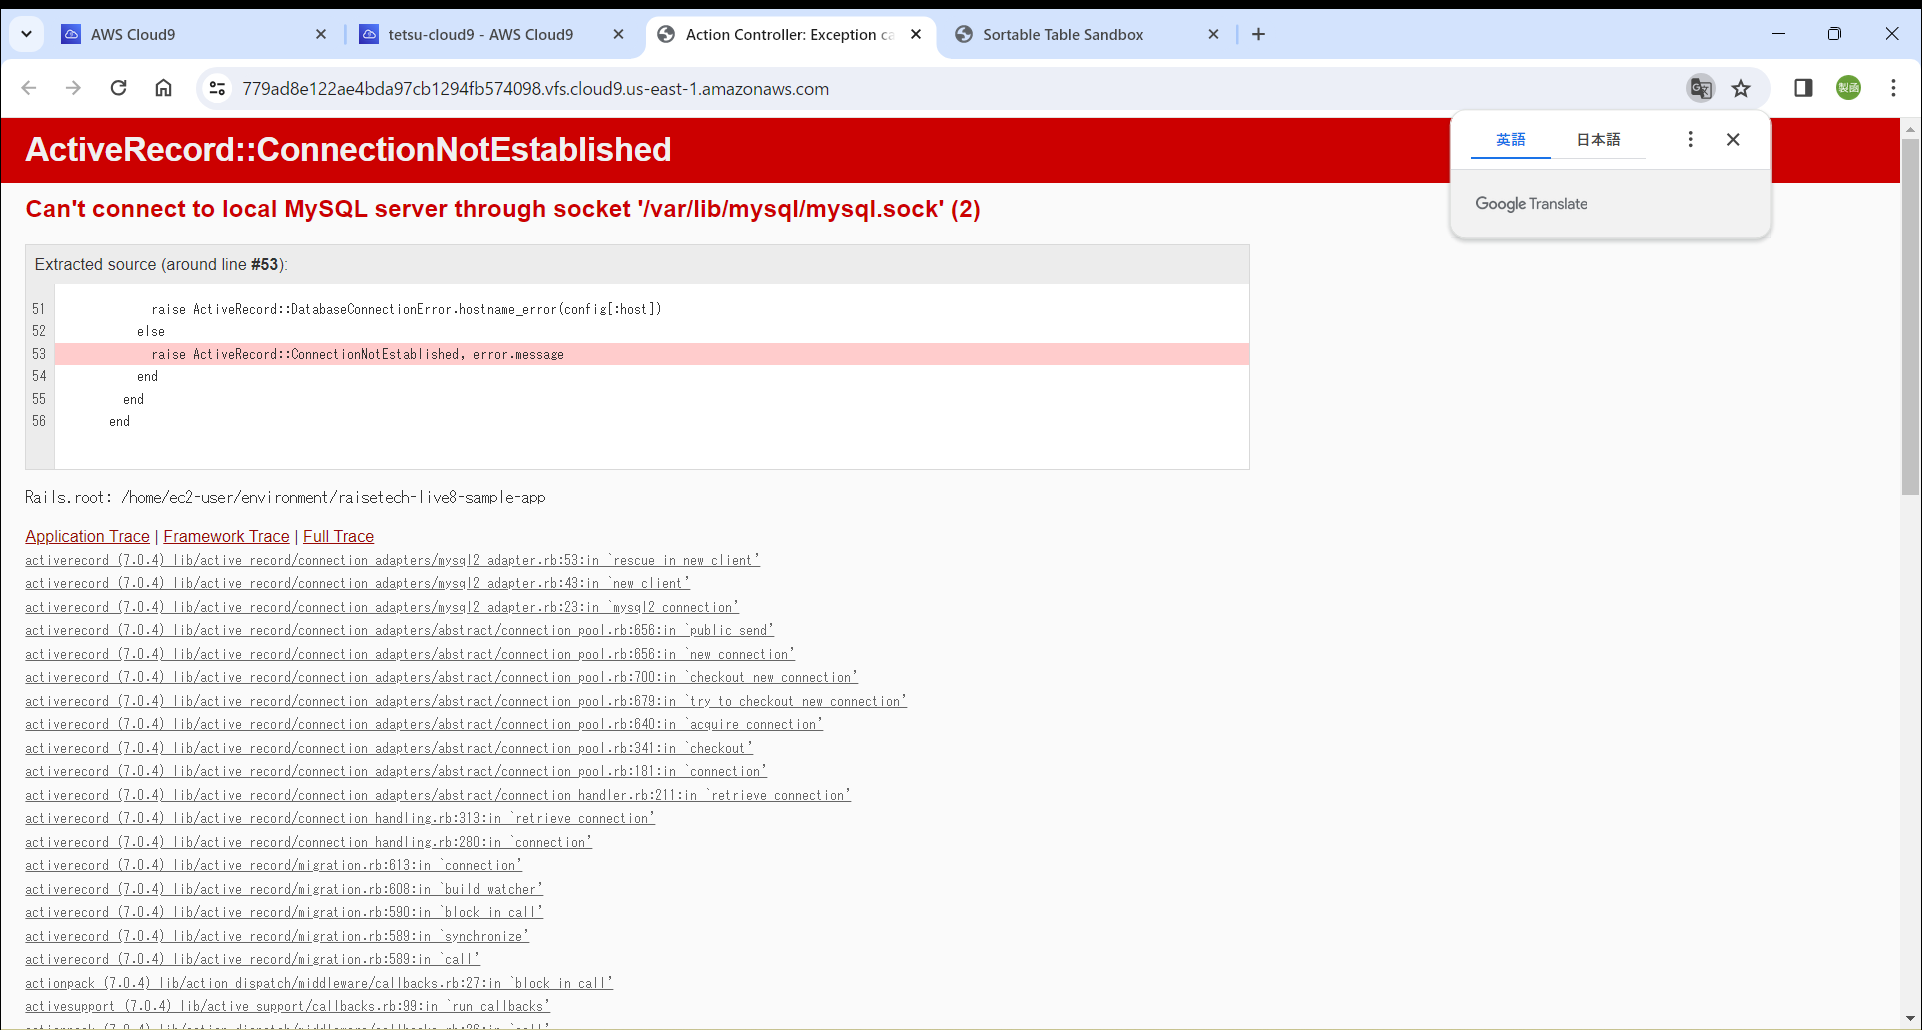 AWS Cloud9
tetsu-cloud9 - AWS Cloud9
Action Controller: Exception ca
Sortable Table Sandbox
779ad8e122ae4bda97cb1294fb574098.vfs.cloud9.us-east-1.amazonaws.com
製函
英語 日本語
Google Translate
ActiveRecord::ConnectionNotEstablished
Can't connect to local MySQL server through socket '/var/lib/mysql/mysql.sock' (2)
Extracted source (around line #53):
51 raise ActiveRecord::DatabaseConnectionError.hostname_error(config[:host])
52 else
53 raise ActiveRecord::ConnectionNotEstablished, error.message
54 end
55 end
56 end
Rails.root: /home/ec2-user/environment/raisetech-live8-sample-app
Application Trace | Framework Trace | Full Trace
activerecord (7.0.4) lib/active_record/connection_adapters/mysql2_adapter.rb:53:in `rescue in new_client'
activerecord (7.0.4) lib/active_record/connection_adapters/mysql2_adapter.rb:43:in `new_client'
activerecord (7.0.4) lib/active_record/connection_adapters/mysql2_adapter.rb:23:in `mysql2_connection'
activerecord (7.0.4) lib/active_record/connection_adapters/abstract/connection_pool.rb:656:in `public_send'
activerecord (7.0.4) lib/active_record/connection_adapters/abstract/connection_pool.rb:656:in `new_connection'
activerecord (7.0.4) lib/active_record/connection_adapters/abstract/connection_pool.rb:700:in `checkout_new_connection'
activerecord (7.0.4) lib/active_record/connection_adapters/abstract/connection_pool.rb:679:in `try_to_checkout_new_connection'
activerecord (7.0.4) lib/active_record/connection_adapters/abstract/connection_pool.rb:640:in `acquire_connection'
activerecord (7.0.4) lib/active_record/connection_adapters/abstract/connection_pool.rb:341:in `checkout'
activerecord (7.0.4) lib/active_record/connection_adapters/abstract/connection_pool.rb:181:in `connection'
activerecord (7.0.4) lib/active_record/connection_adapters/abstract/connection_handler.rb:211:in `retrieve_connection'
activerecord (7.0.4) lib/active_record/connection_handling.rb:313:in `retrieve_connection'
activerecord (7.0.4) lib/active_record/connection_handling.rb:280:in `connection'
activerecord (7.0.4) lib/active_record/migration.rb:613:in `connection'
activerecord (7.0.4) lib/active_record/migration.rb:608:in `build_watcher'
activerecord (7.0.4) lib/active_record/migration.rb:590:in `block in call'
activerecord (7.0.4) lib/active_record/migration.rb:589:in `synchronize'
activerecord (7.0.4) lib/active_record/migration.rb:589:in `call'
actionpack (7.0.4) lib/action_dispatch/middleware/callbacks.rb:27:in `block in call'
activesupport (7.0.4) lib/active_support/callbacks.rb:99:in `run_callbacks'
actionpack (7.0.4) lib/action_dispatch/middleware/callbacks.rb:26:in `call'